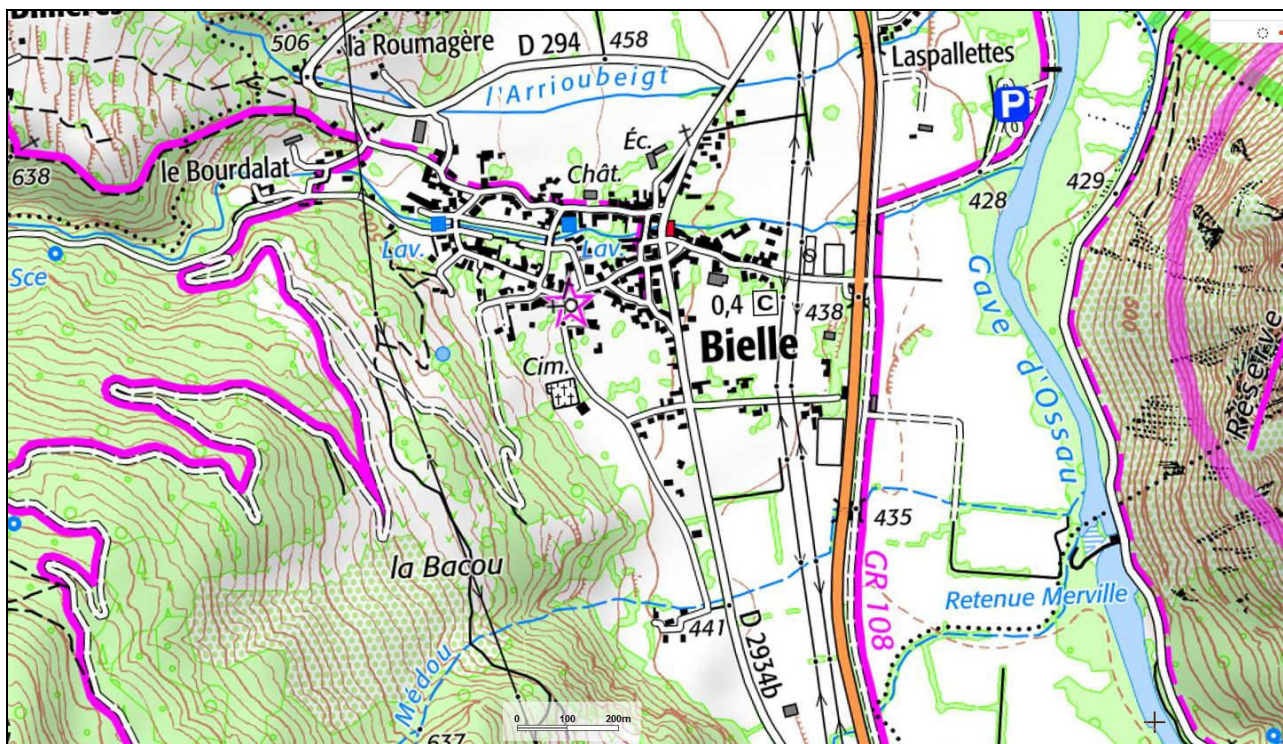 506
la Roumagère
D 294
458
Laspallettes
l'Arrioubeigt
P
Éc.
638
le Bourdalat
Chât.
428
429
Lav.
Lav.
Sce
0,4 C
438
Bielle
500
Cim.
Gave d'Ossau
Réserve
435
la Bacou
GR 108
Retenue Merville
441
D 2934b
Médou
637
0 100 200m